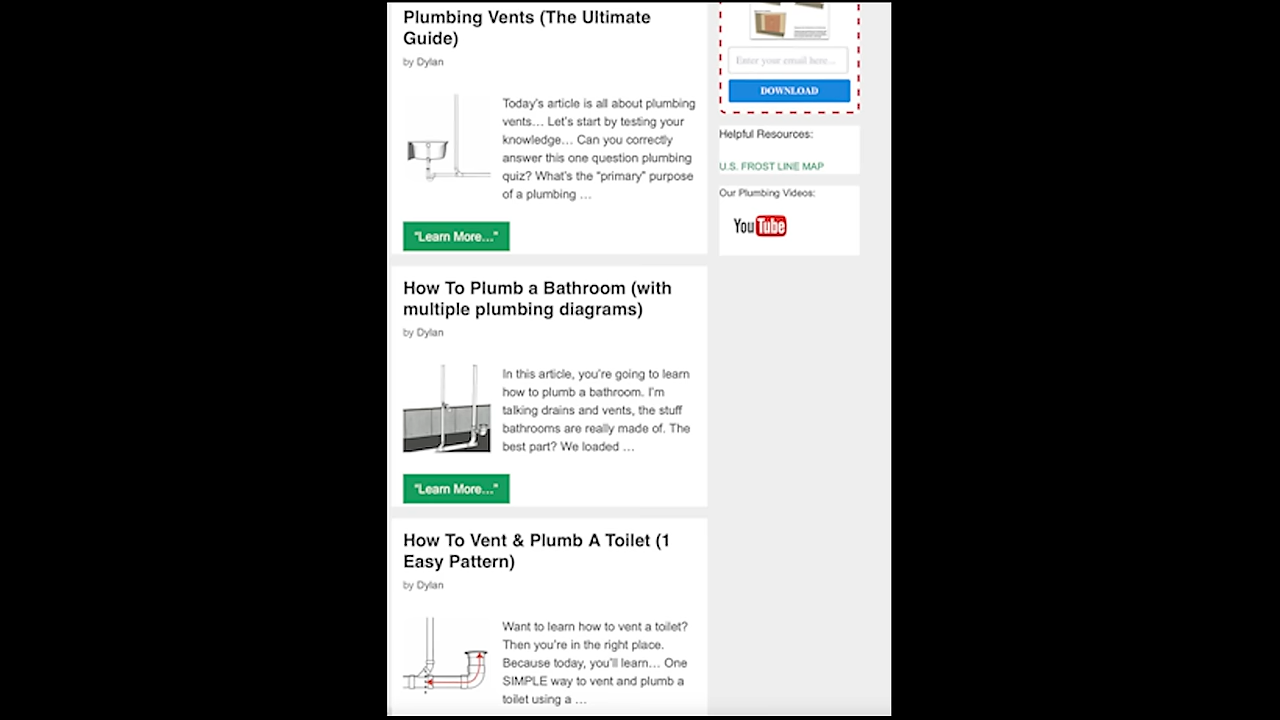 Plumbing Vents (The Ultimate
Guide)
by Dylan
Today's article is all about plumbing
vents… Let's start by testing your
knowledge… Can you correctly
answer this one question plumbing
quiz? What's the "primary" purpose
of a plumbing …
"Learn More…"
How To Plumb a Bathroom (with
multiple plumbing diagrams)
by Dylan
In this article, you're going to learn
how to plumb a bathroom. I'm
talking drains and vents, the stuff
bathrooms are really made of. The
best part? We loaded …
"Learn More…"
How To Vent & Plumb A Toilet (1
Easy Pattern)
by Dylan
Want to learn how to vent a toilet?
Then you're in the right place.
Because today, you'll learn… One
SIMPLE way to vent and plumb a
toilet using a …
Enter your email here...
DOWNLOAD
Helpful Resources:
U.S. FROST LINE MAP
Our Plumbing Videos:
YouTube